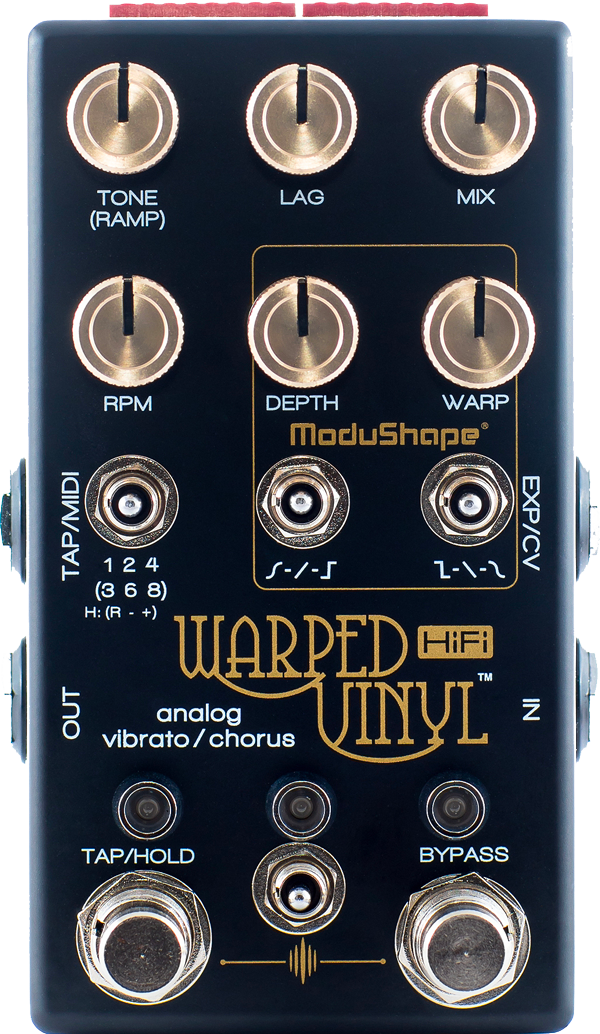 TONE
(RAMP)
LAG
MIX
RPM
DEPTH
WARP
ModuShape®
TAP/MIDI
EXP/CV
1 2 4
(3 6 8)
H: (R - +)
WARPED HiFi
VINYL™
OUT
IN
analog
vibrato/chorus
TAP/HOLD
BYPASS